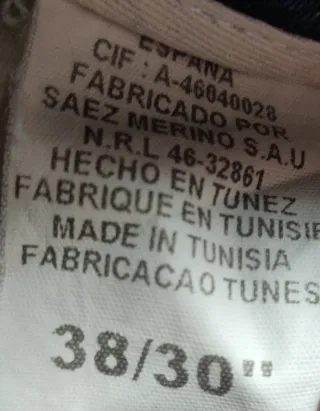 ESPAÑA
CIF : A-46040028
FABRICADO POR
SAEZ MERINO S.A.U
N.R.L 46-32861
HECHO EN TUNEZ
FABRIQUE EN TUNISIE
MADE IN TUNISIA
FABRICACAO TUNES
38/30"